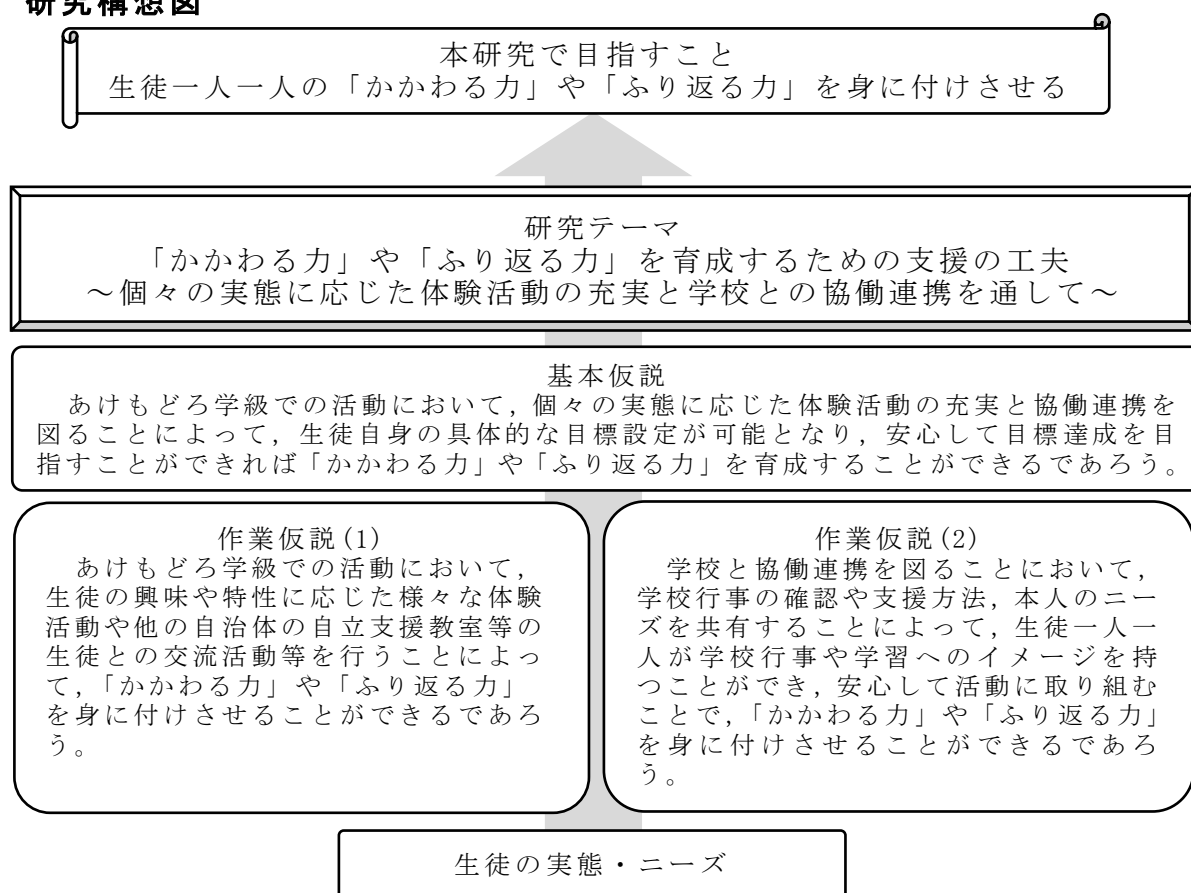 研究構想図
本研究で目指すこと
生徒一人一人の「かかわる力」や「ふり返る力」を身に付けさせる
研究テーマ
「かかわる力」や「ふり返る力」を育成するための支援の工夫
～個々の実態に応じた体験活動の充実と学校との協働連携を通して～
基本仮説
あけもどろ学級での活動において,個々の実態に応じた体験活動の充実と協働連携を
図ることによって,生徒自身の具体的な目標設定が可能となり,安心して目標達成を目
指すことができれば「かかわる力」や「ふり返る力」を育成することができるであろう。
作業仮説(1)
あけもどろ学級での活動において,
生徒の興味や特性に応じた様々な体験
活動や他の自治体の自立支援教室等の
生徒との交流活動等を行うことによっ
て,「かかわる力」や「ふり返る力」
を身に付けさせることができるであろ
う。
作業仮説(2)
学校と協働連携を図ることにおいて,
学校行事の確認や支援方法,本人のニー
ズを共有することによって,生徒一人一
人が学校行事や学習へのイメージを持
つことができ,安心して活動に取り組む
ことで,「かかわる力」や「ふり返る力」
を身に付けさせることができるであろ
う。
生徒の実態・ニーズ